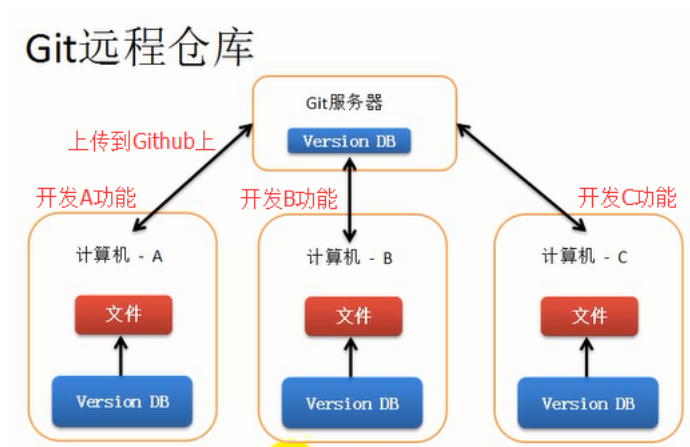 Git远程仓库
Git服务器
Version DB
上传到Github上
开发A功能
开发B功能
开发C功能
计算机 - A
计算机 - B
计算机 - C
文件
文件
文件
Version DB
Version DB
Version DB